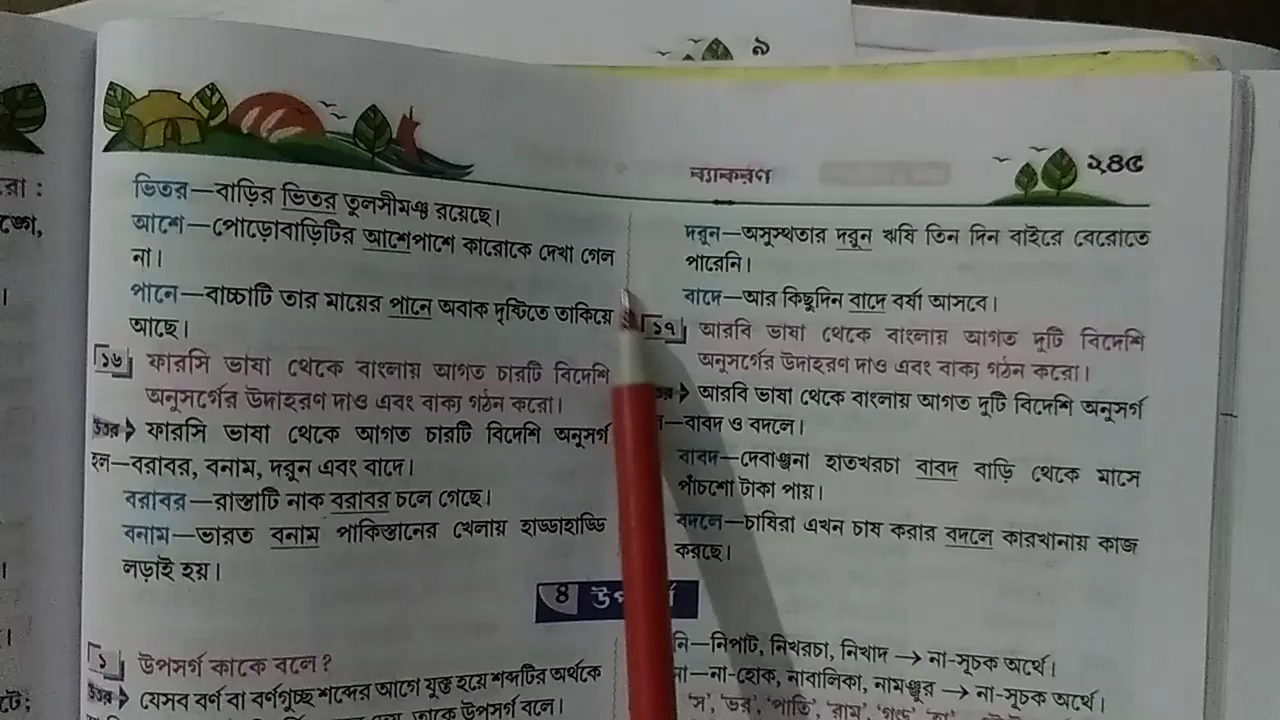 ৯
ব্যাকরণ
২৪৫
ভিতর—বাড়ির ভিতর তুলসীমঞ্চ রয়েছে।
আশে—পোড়োবাড়িটির আশেপাশে কারোকে দেখা গেল
না।
পানে—বাচ্চাটি তার মায়ের পানে অবাক দৃষ্টিতে তাকিয়ে
আছে।
১৬ ফারসি ভাষা থেকে বাংলায় আগত চারটি বিদেশি
অনুসর্গের উদাহরণ দাও এবং বাক্য গঠন করো।
উত্তর ফারসি ভাষা থেকে আগত চারটি বিদেশি অনুসর্গ
হল—বরাবর, বনাম, দরুন এবং বাদে।
বরাবর—রাস্তাটি নাক বরাবর চলে গেছে।
বনাম—ভারত বনাম পাকিস্তানের খেলায় হাড্ডাহাড্ডি
লড়াই হয়।
দরুন—অসুস্থতার দরুন ঋষি তিন দিন বাইরে বেরোতে
পারেনি।
বাদে—আর কিছুদিন বাদে বর্ষা আসবে।
১৭ আরবি ভাষা থেকে বাংলায় আগত দুটি বিদেশি
অনুসর্গের উদাহরণ দাও এবং বাক্য গঠন করো।
আরবি ভাষা থেকে বাংলায় আগত দুটি বিদেশি অনুসর্গ
—বাবদ ও বদলে।
বাবদ—দেবাঞ্জনা হাতখরচা বাবদ বাড়ি থেকে মাসে
পাঁচশো টাকা পায়।
বদলে—চাষিরা এখন চাষ করার বদলে কারখানায় কাজ
করছে।
৪
১ উপসর্গ কাকে বলে?
উত্তর যেসব বর্ণ বা বর্ণগুচ্ছ শব্দের আগে যুক্ত হয়ে শব্দটির অর্থকে
তাকে উপসর্গ বলে।
নি—নিপাট, নিখরচা, নিখাদ → না-সূচক অর্থে।
না—না-হোক, নাবালিকা, নামঞ্জুর → না-সূচক অর্থে।